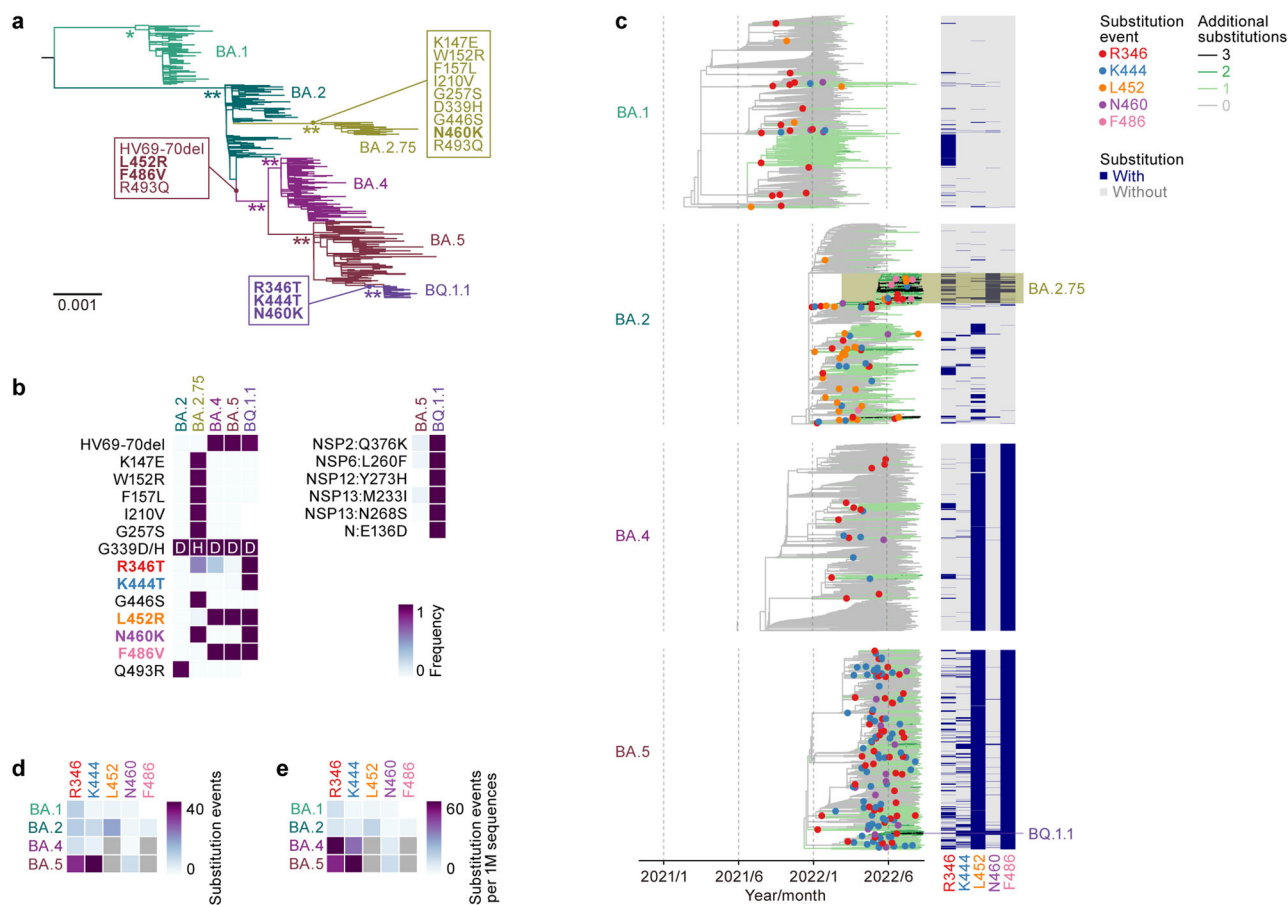 a
BA.1
*
BA.2
**
K147E
W152R
F157L
I210V
G257S
D339H
G446S
N460K
R493Q
**
BA.2.75
HV69-70del
L452R
F486V
R493Q
**
BA.4
**
**
BA.5
R346T
K444T
N460K
**
BQ.1.1
0.001
b
BA.2
BA.2.75
BA.4
BA.5
BQ.1.1
HV69-70del
K147E
W152R
F157L
I210V
G257S
G339D/H
D H D D D
R346T
K444T
G446S
L452R
N460K
F486V
Q493R
BA.5
BQ.1.1
NSP2:Q376K
NSP6:L260F
NSP12:Y273H
NSP13:M233I
NSP13:N268S
N:E136D
1
0
Frequency
c
BA.1
BA.2
BA.2.75
BA.4
BA.5
BQ.1.1
2021/1 2021/6 2022/1 2022/6
Year/month
R346
K444
L452
N460
F486
Substitution
event
R346
K444
L452
N460
F486
Additional
substitutions
3
2
1
0
Substitution
With
Without
d
R346
K444
L452
N460
F486
BA.1
BA.2
BA.4
BA.5
40
0
Substitution events
e
R346
K444
L452
N460
F486
BA.1
BA.2
BA.4
BA.5
60
0
Substitution events
per 1M sequences